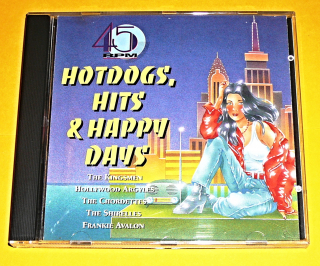 45
RPM
HOTDOGS,
HITS
& HAPPY
DAYS
THE KINGSMEN
HOLLYWOOD ARGYLES
THE CHORDETTES
THE SHIRELLES
FRANKIE AVALON